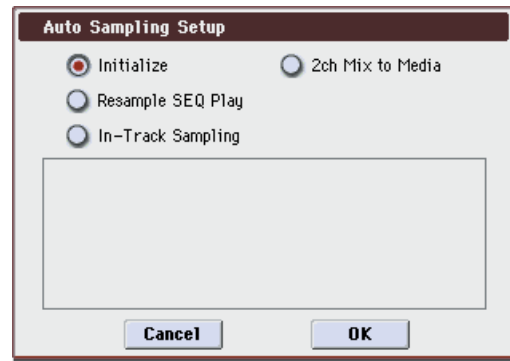 Auto Sampling Setup
Initialize
2ch Mix to Media
Resample SEQ Play
In-Track Sampling
Cancel
OK